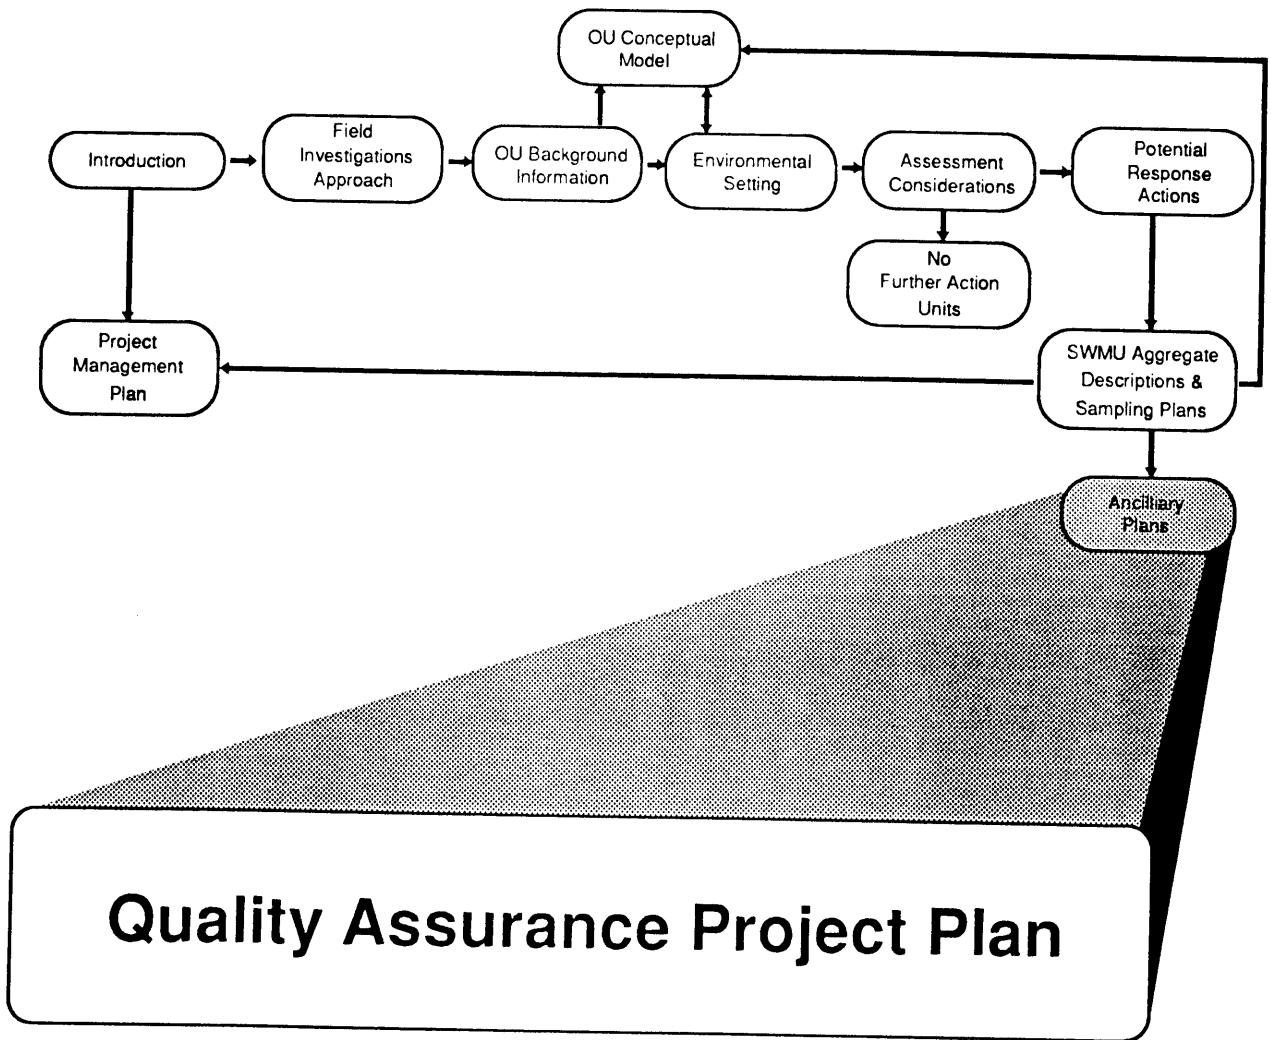 OU Conceptual
Model
Introduction
Field
Investigations
Approach
OU Background
Information
Environmental
Setting
Assessment
Considerations
Potential
Response
Actions
No
Further Action
Units
Project
Management
Plan
SWMU Aggregate
Descriptions &
Sampling Plans
Ancilliary
Plans
Quality Assurance Project Plan